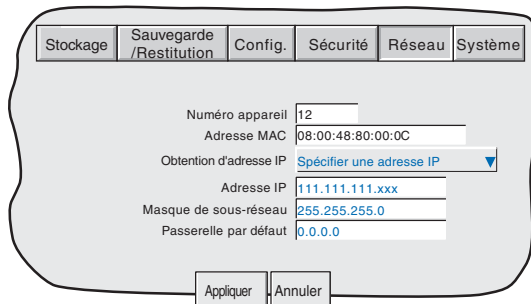 Stockage Sauvegarde /Restitution Config. Sécurité Réseau Système
Numéro appareil 12
Adresse MAC 08:00:48:80:00:0C
Obtention d'adresse IP Spécifier une adresse IP
Adresse IP 111.111.111.xxx
Masque de sous-réseau 255.255.255.0
Passerelle par défaut 0.0.0.0
Appliquer Annuler